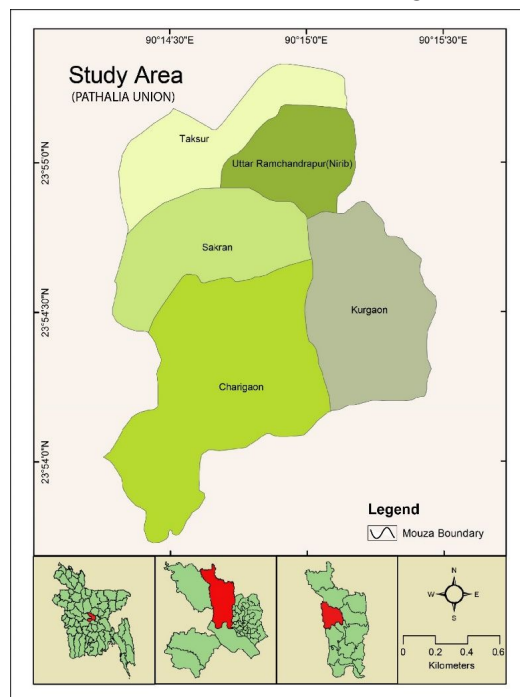 90°14'30"E 90°15'0"E 90°15'30"E
Study Area
(PATHALIA UNION)
Taksur
Uttar Ramchandrapur(Nirib)
23°55'0"N
Sakran
Kurgaon
23°54'30"N
Charigaon
23°54'0"N
Legend
Mouza Boundary
N
W E
S
0 0.2 0.4 0.6
Kilometers